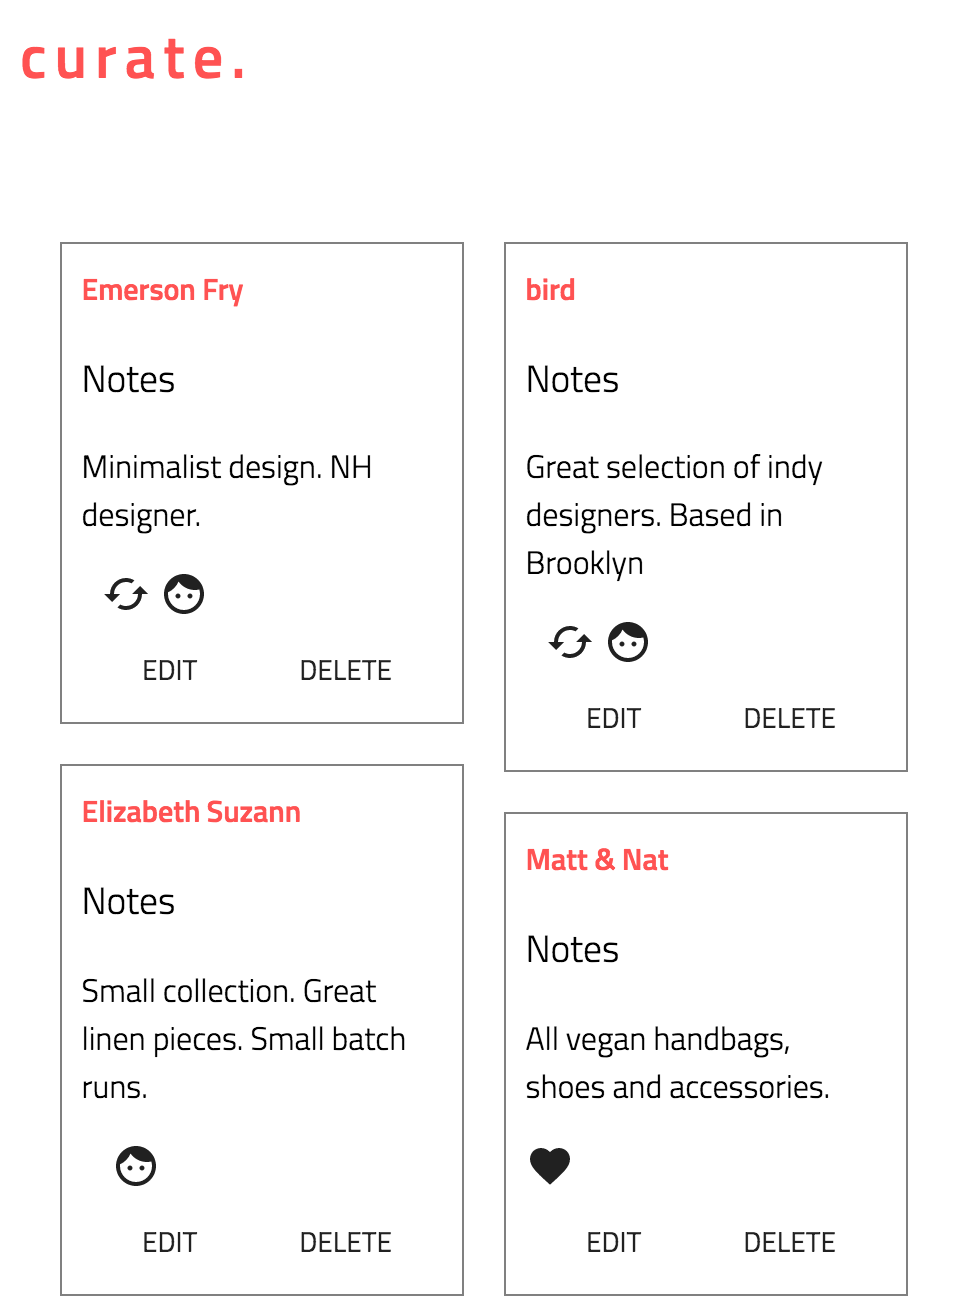 curate.
Emerson Fry
Notes
Minimalist design. NH
designer.
EDIT DELETE
bird
Notes
Great selection of indy
designers. Based in
Brooklyn
EDIT DELETE
Elizabeth Suzann
Notes
Small collection. Great
linen pieces. Small batch
runs.
EDIT DELETE
Matt & Nat
Notes
All vegan handbags,
shoes and accessories.
EDIT DELETE